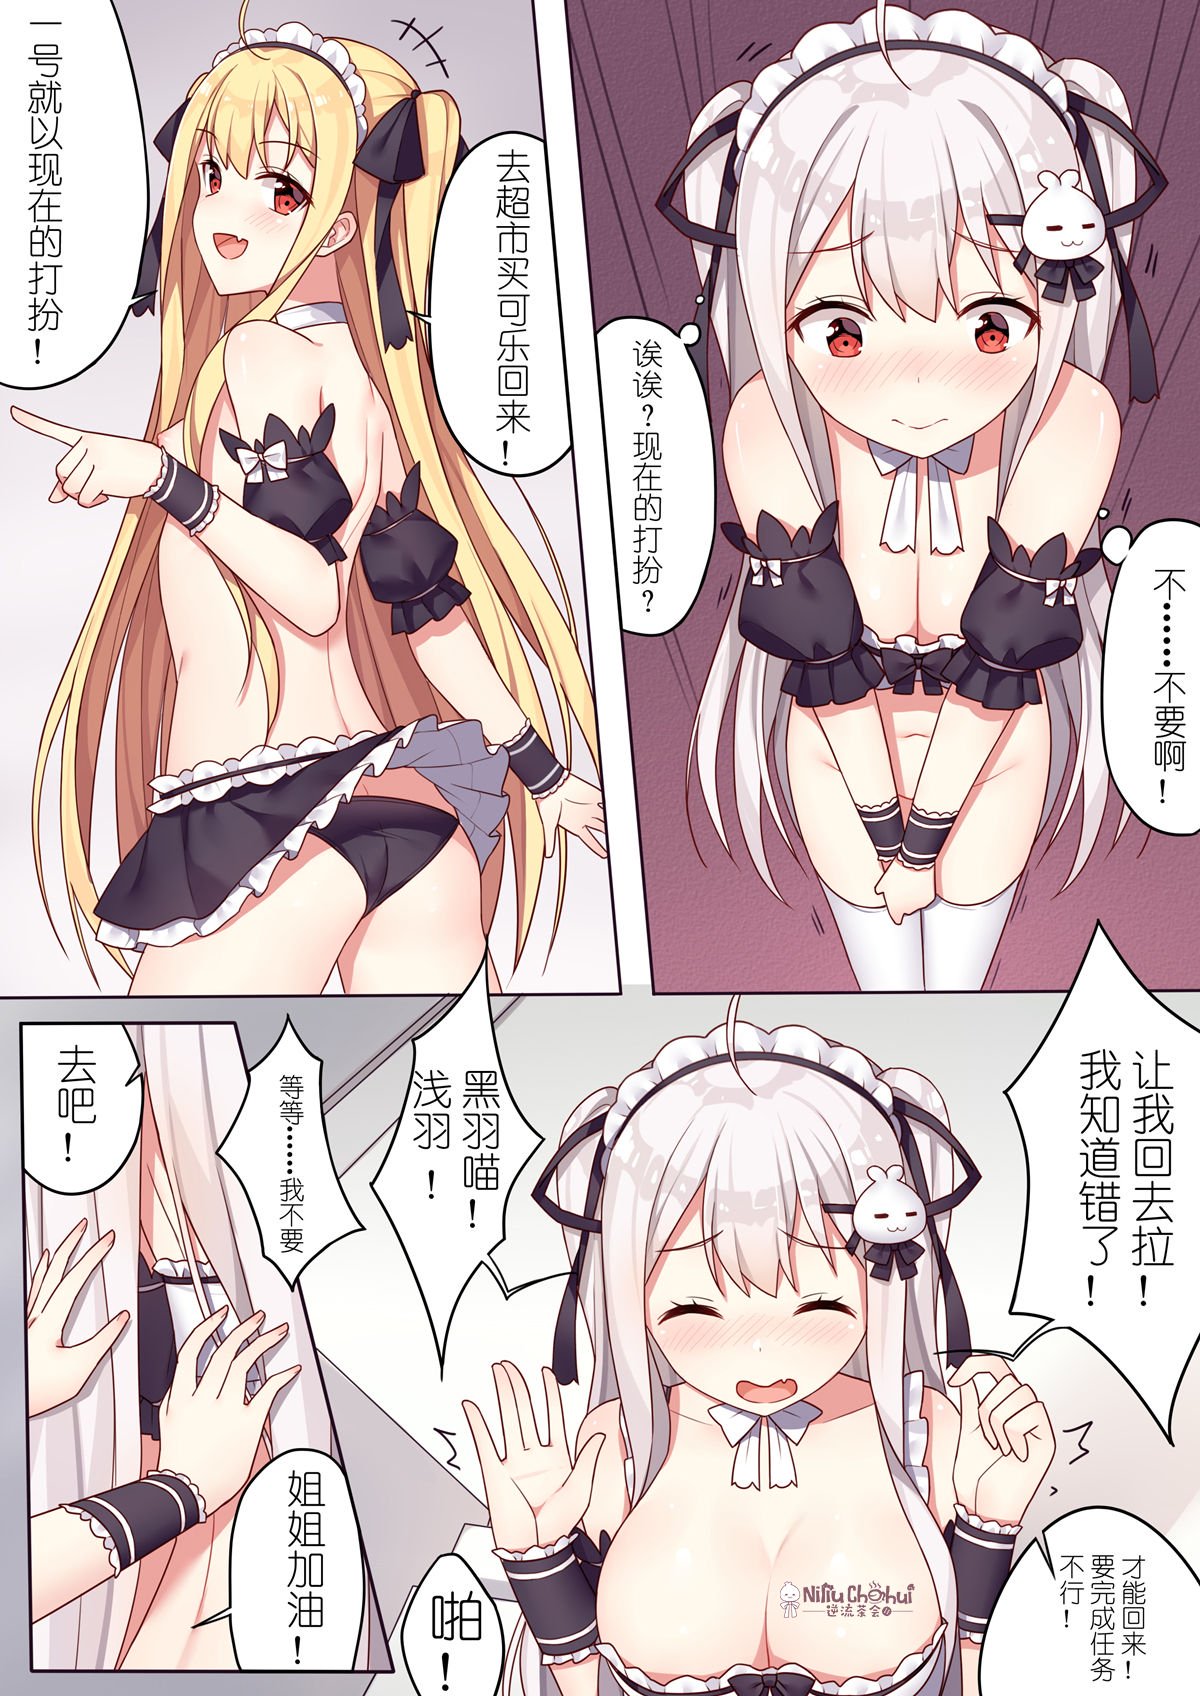 一号就以现在的打扮！
去超市买可乐回来！
诶诶？现在的打扮？
不……不要啊！
去吧！
等等……我不要
姐姐加油！
黑羽喵！
浅羽！
啪！
让我回去拉！
我知道错了！
不行！
要完成任务
才能回来！
Niliu Chahui
逆流茶会